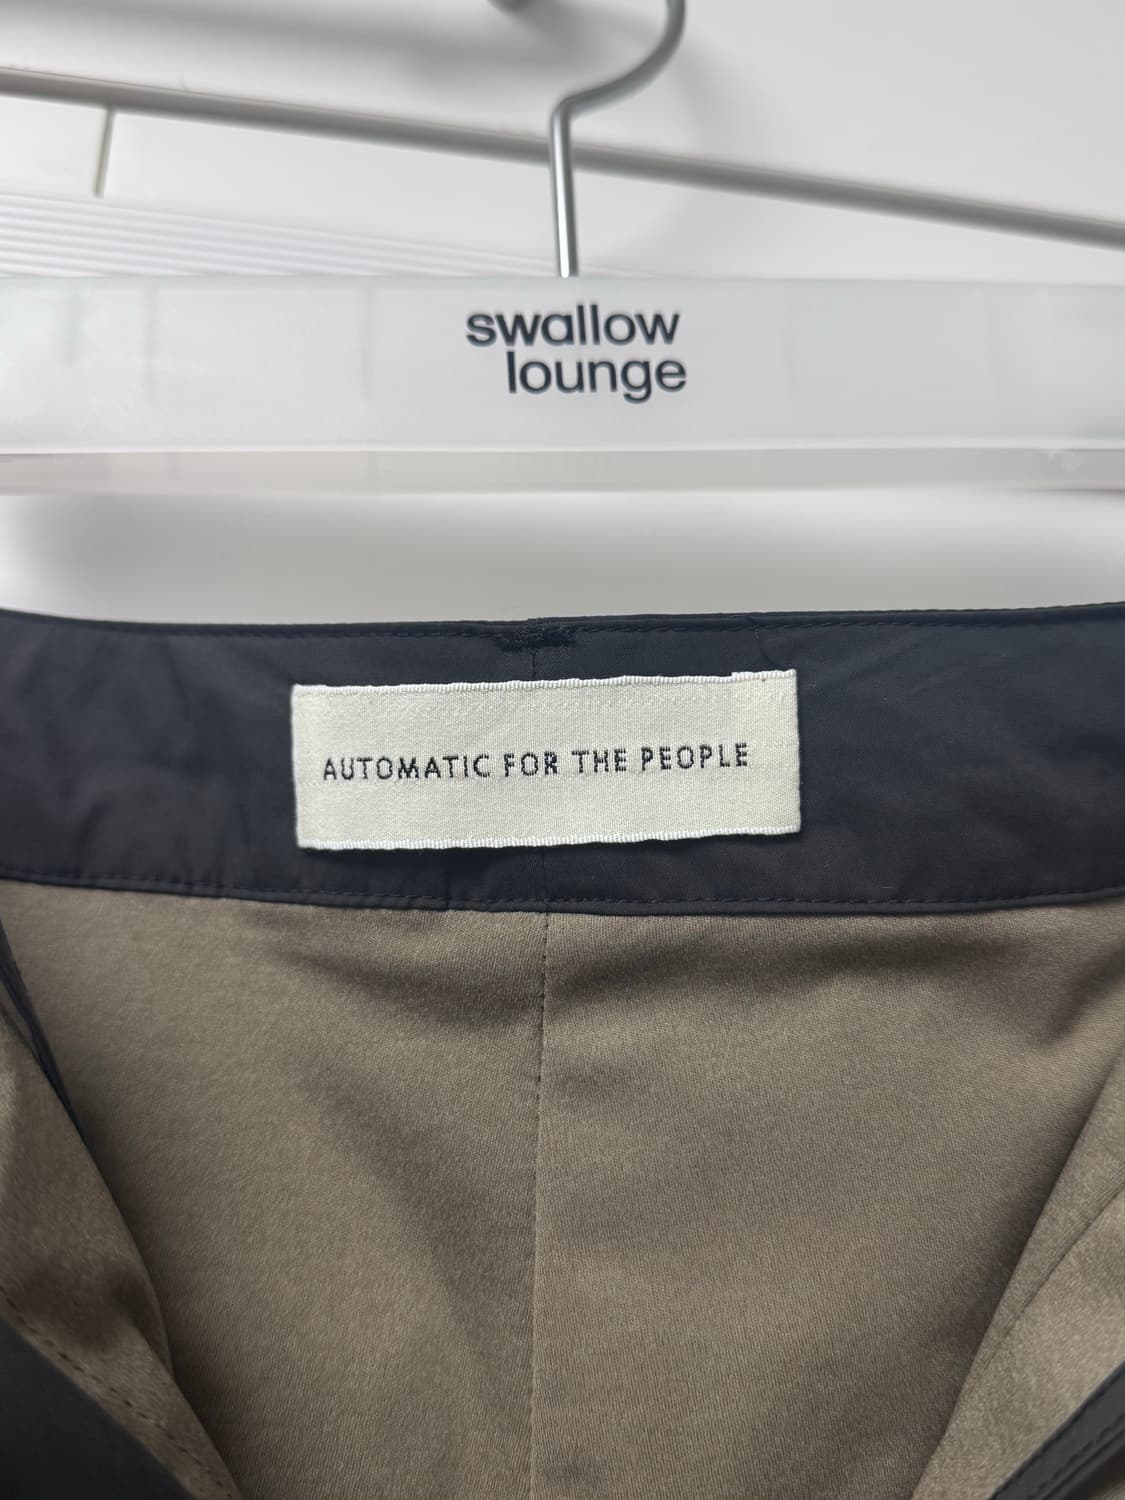 swallow
lounge
AUTOMATIC FOR THE PEOPLE